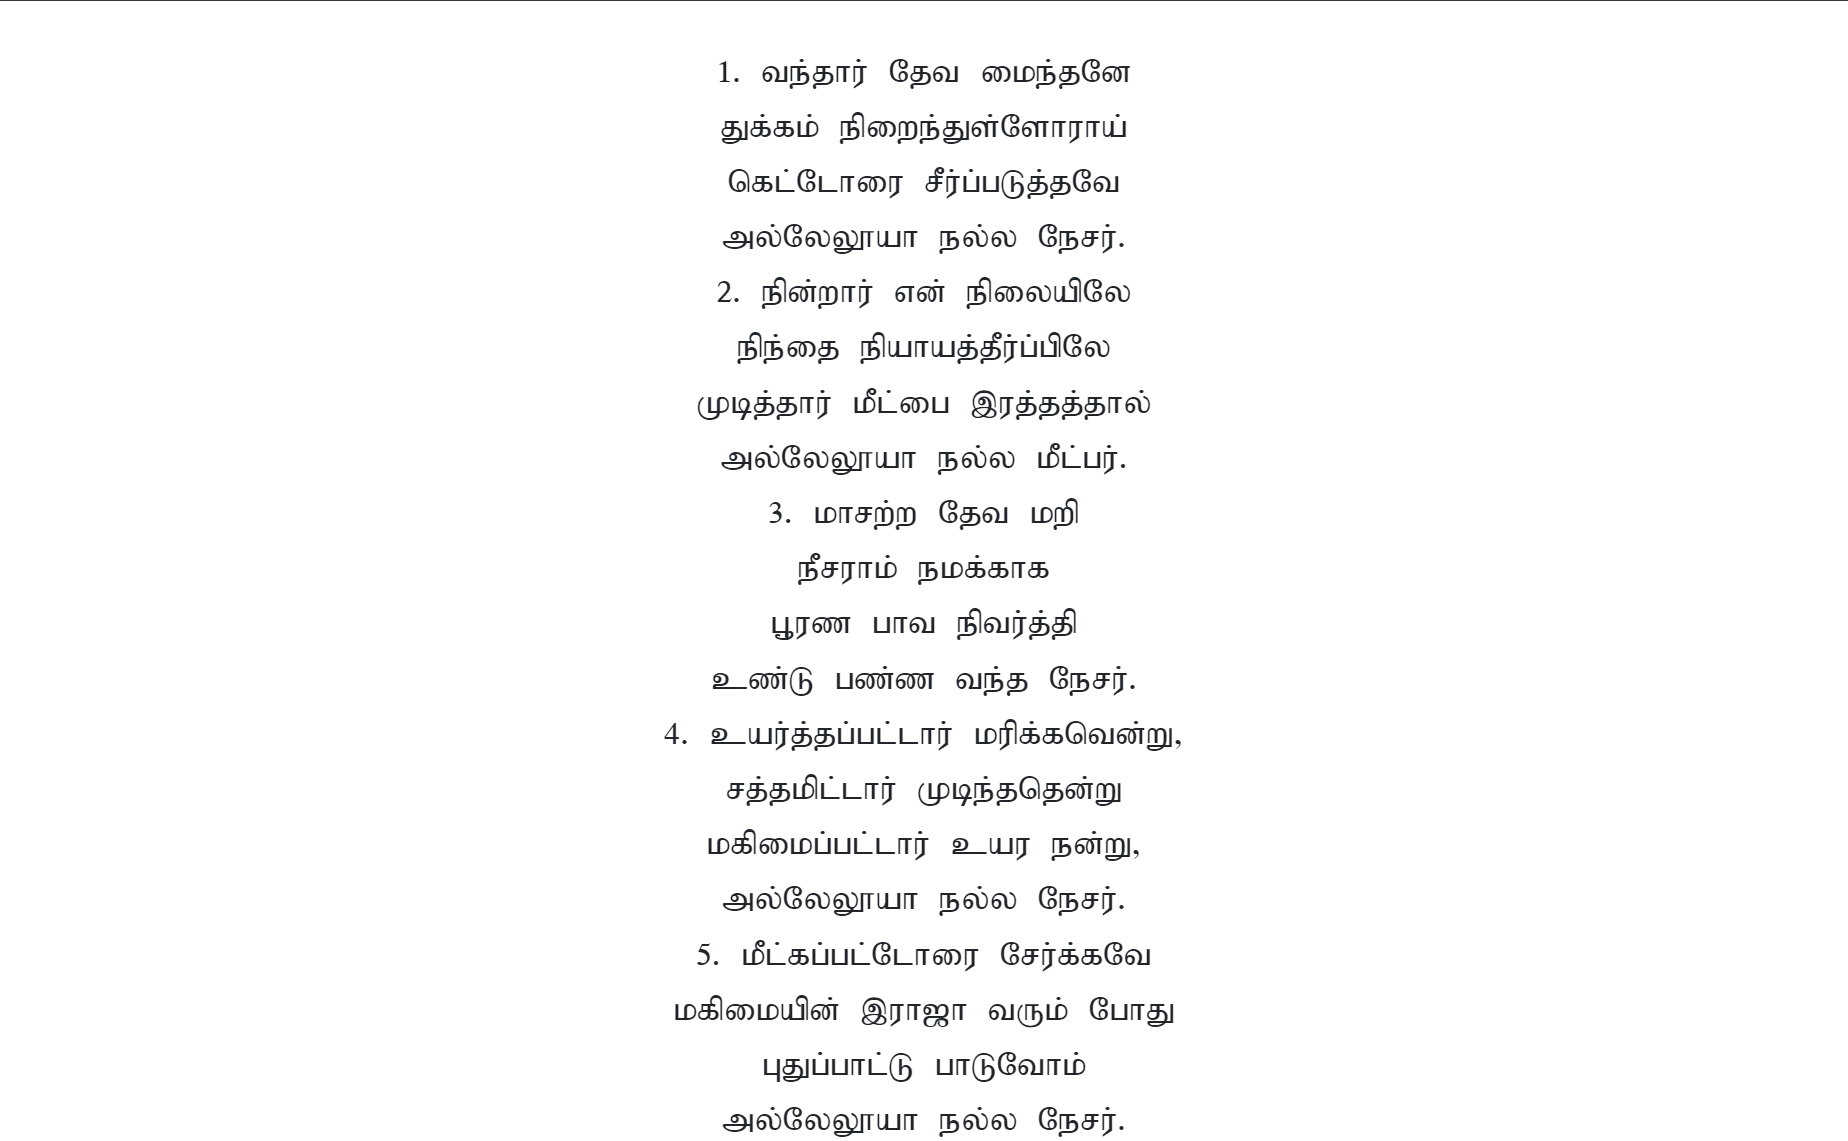 1. வந்தார் தேவ மைந்தனே
துக்கம் நிறைந்துள்ளோராய்
கெட்டோரை சீர்ப்படுத்தவே
அல்லேலூயா நல்ல நேசர்.
2. நின்றார் என் நிலையிலே
நிந்தை நியாயத்தீர்ப்பிலே
முடித்தார் மீட்பை இரத்தத்தால்
அல்லேலூயா நல்ல மீட்பர்.
3. மாசற்ற தேவ மறி
நீசராம் நமக்காக
பூரண பாவ நிவர்த்தி
உண்டு பண்ண வந்த நேசர்.
4. உயர்த்தப்பட்டார் மரிக்கவென்று,
சத்தமிட்டார் முடிந்ததென்று
மகிமைப்பட்டார் உயர நன்று,
அல்லேலூயா நல்ல நேசர்.
5. மீட்கப்பட்டோரை சேர்க்கவே
மகிமையின் இராஜா வரும் போது
புதுப்பாட்டு பாடுவோம்
அல்லேலூயா நல்ல நேசர்.